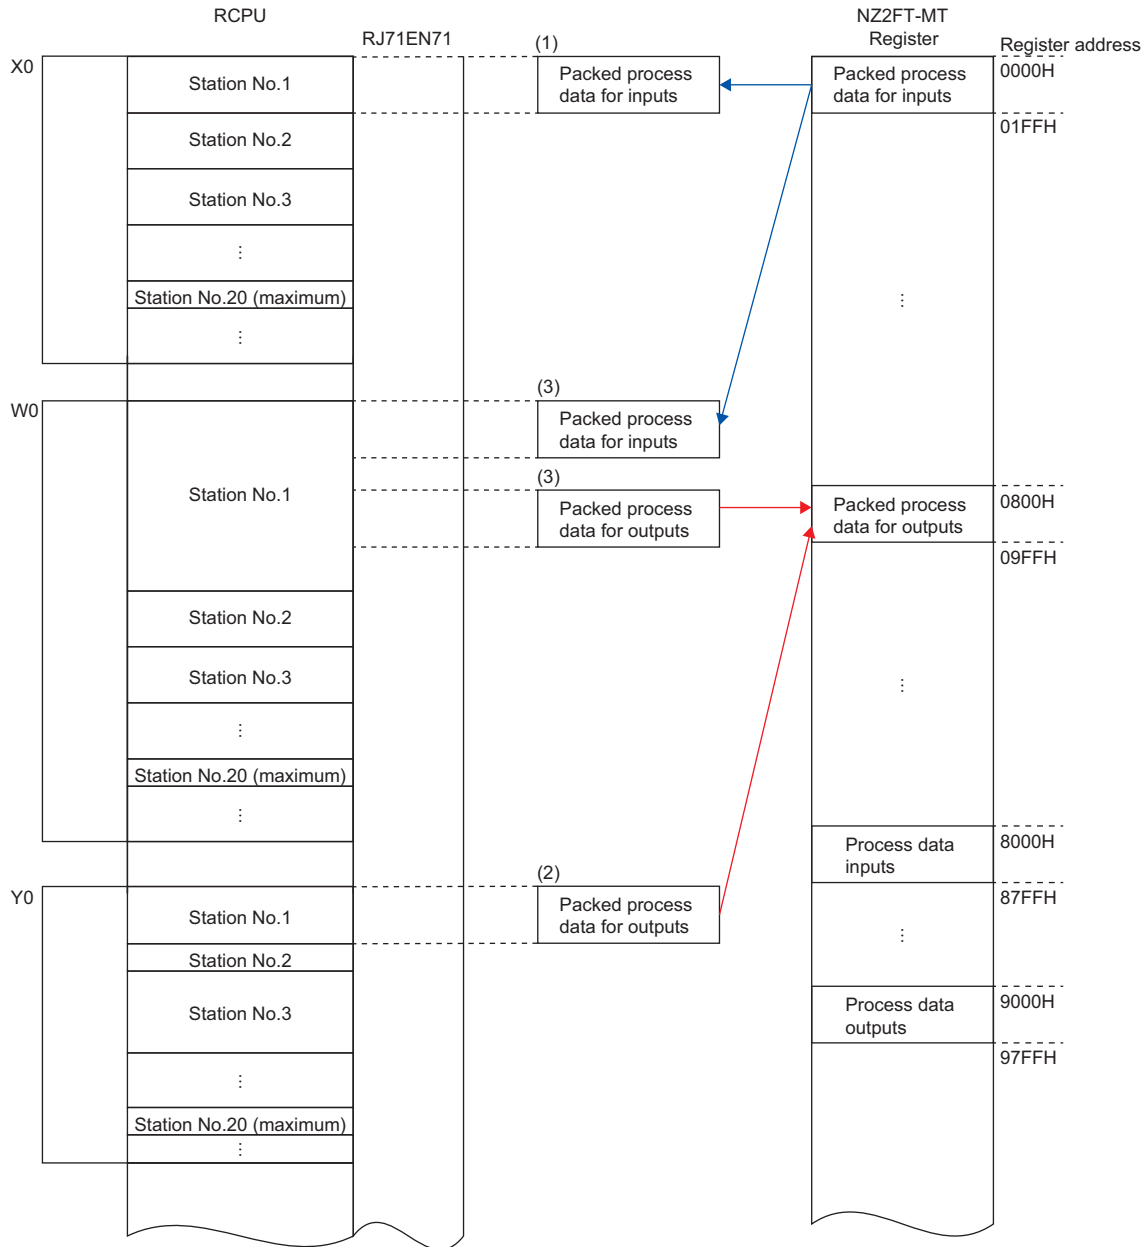 RCPU
RJ71EN71
NZ2FT-MT
Register
Register address
X0
Station No.1
Station No.2
Station No.3
⋮
Station No.20 (maximum)
⋮
(1)
Packed process
data for inputs
Packed process
data for inputs
0000H
01FFH
⋮
W0
Station No.1
Station No.2
Station No.3
⋮
Station No.20 (maximum)
⋮
(3)
Packed process
data for inputs
(3)
Packed process
data for outputs
Packed process
data for outputs
0800H
09FFH
⋮
Process data
inputs
8000H
87FFH
⋮
Y0
Station No.1
Station No.2
Station No.3
⋮
Station No.20 (maximum)
⋮
(2)
Packed process
data for outputs
Process data
outputs
9000H
97FFH